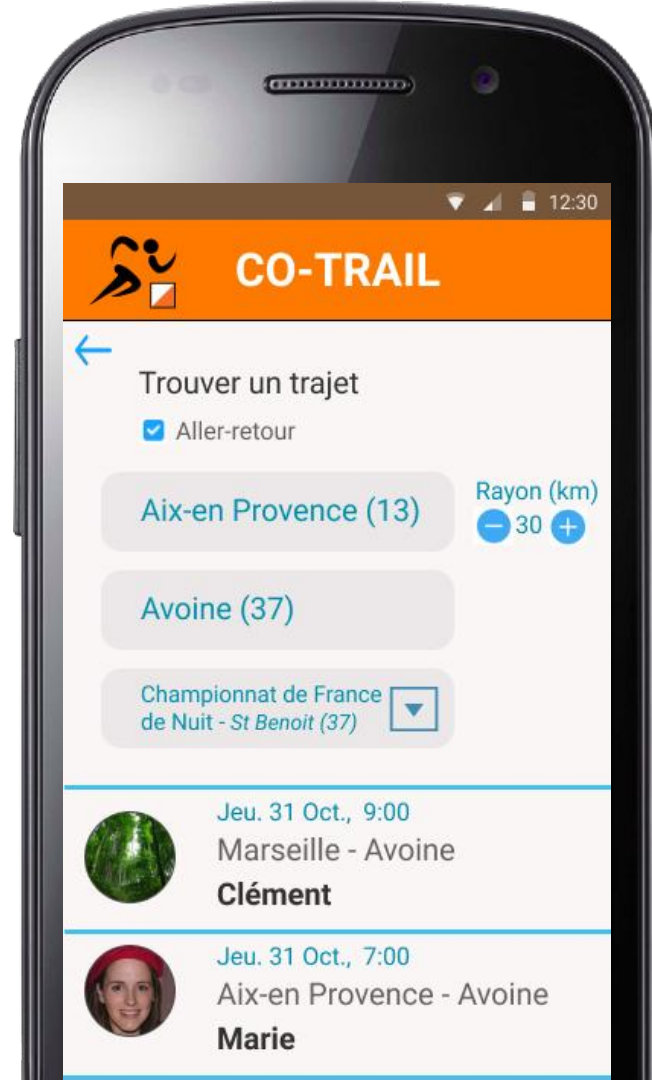 12:30
CO-TRAIL
Trouver un trajet
Aller-retour
Aix-en Provence (13)
Rayon (km)
30
Avoine (37)
Championnat de France
de Nuit - St Benoit (37)
Jeu. 31 Oct., 9:00
Marseille - Avoine
Clément
Jeu. 31 Oct., 7:00
Aix-en Provence - Avoine
Marie